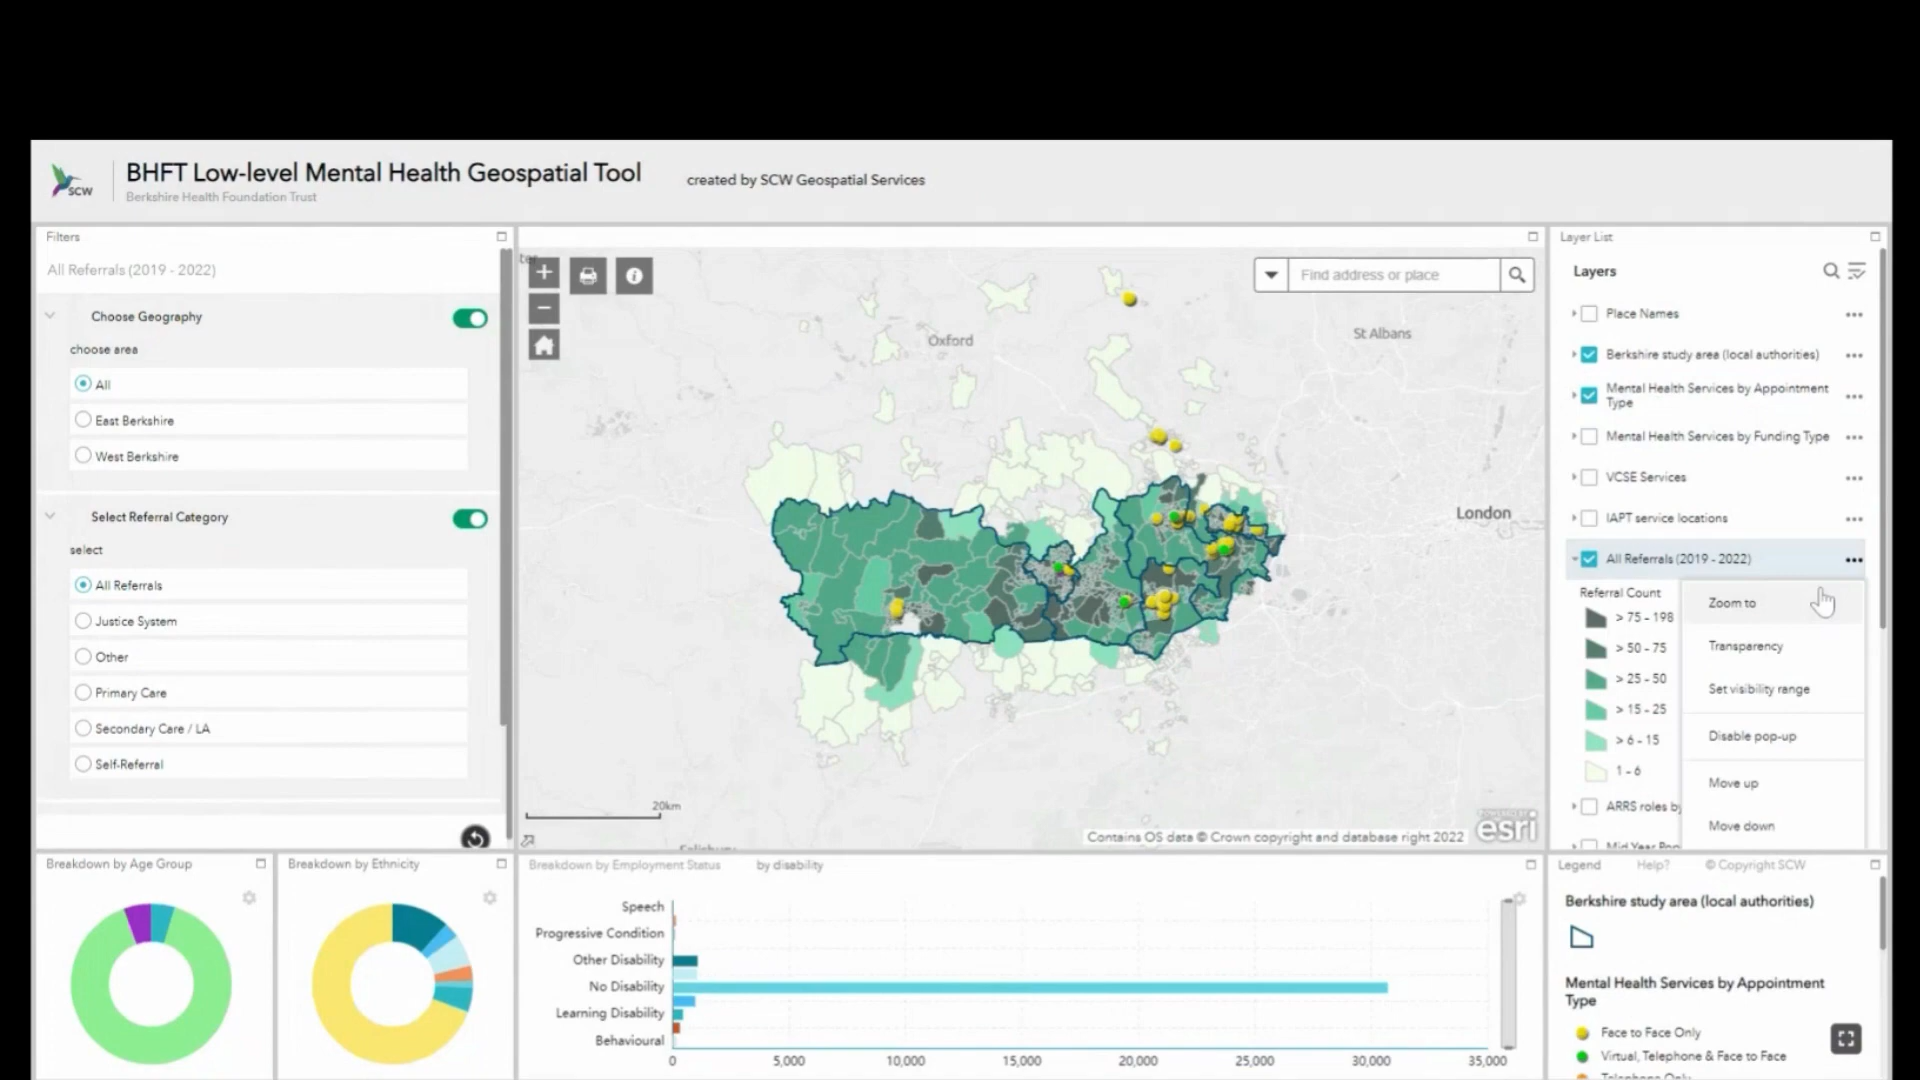 SCW
BHFT Low-level Mental Health Geospatial Tool
Berkshire Health Foundation Trust
created by SCW Geospatial Services
Filters
All Referrals (2019 - 2022)
Choose Geography
choose area
All
East Berkshire
West Berkshire
Select Referral Category
select
All Referrals
Justice System
Other
Primary Care
Secondary Care / LA
Self-Referral
Find address or place
Oxford
St Albans
London
20km
Contains OS data © Crown copyright and database right 2022
POWERED BY
esri
Layer List
Layers
Place Names
Berkshire study area (local authorities)
Mental Health Services by Appointment
Type
Mental Health Services by Funding Type
VCSE Services
IAPT service locations
All Referrals (2019 - 2022)
Referral Count
> 75 - 198
> 50 - 75
> 25 - 50
> 15 - 25
> 6 - 15
1 - 6
ARRS roles by
Zoom to
Transparency
Set visibility range
Disable pop-up
Move up
Move down
Breakdown by Age Group
Breakdown by Ethnicity
Breakdown by Employment Status
by disability
Speech
Progressive Condition
Other Disability
No Disability
Learning Disability
Behavioural
0
5,000
10,000
15,000
20,000
25,000
30,000
35,000
Legend
Help?
© Copyright SCW
Berkshire study area (local authorities)
Mental Health Services by Appointment
Type
Face to Face Only
Virtual, Telephone & Face to Face
Telephone Only